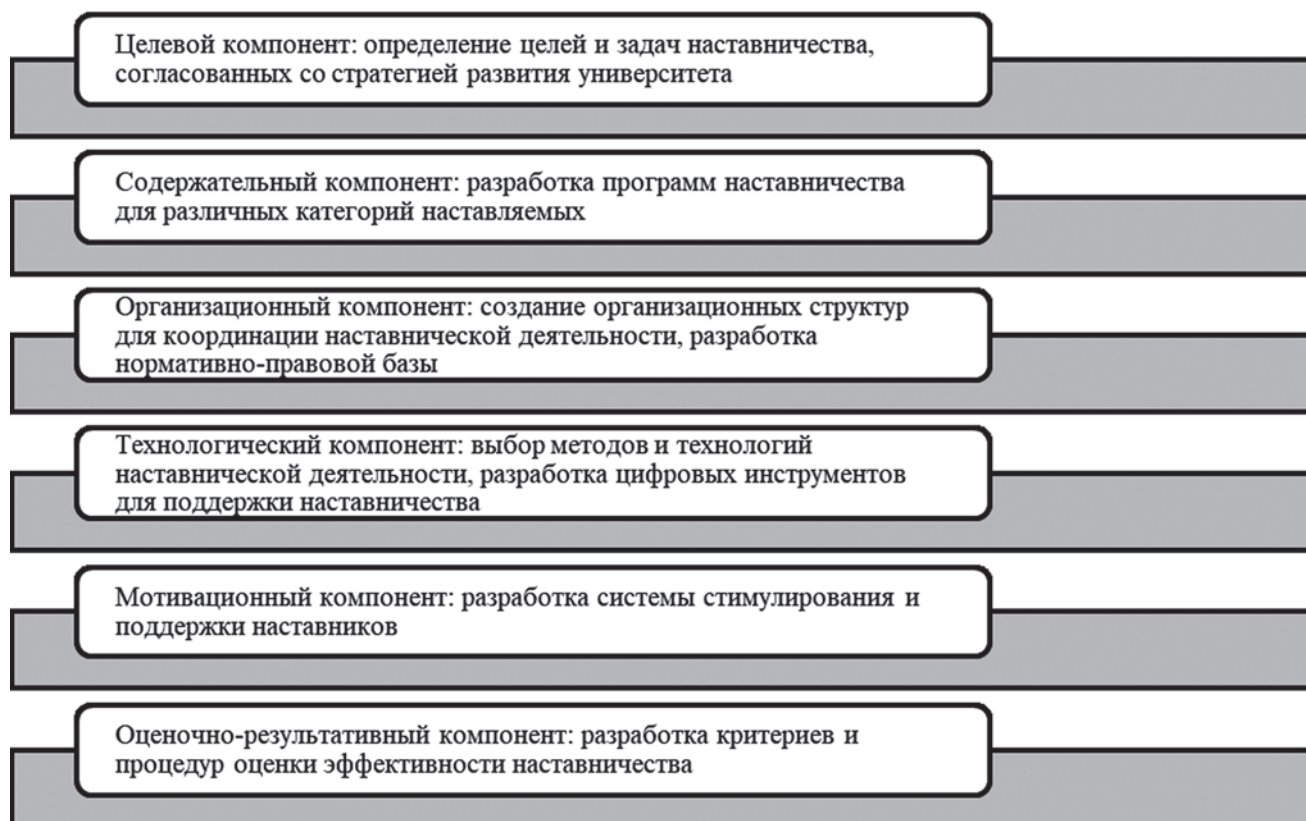 Целевой компонент: определение целей и задач наставничества,
согласованных со стратегией развития университета
Содержательный компонент: разработка программ наставничества
для различных категорий наставляемых
Организационный компонент: создание организационных структур
для координации наставнической деятельности, разработка
нормативно-правовой базы
Технологический компонент: выбор методов и технологий
наставнической деятельности, разработка цифровых инструментов
для поддержки наставничества
Мотивационный компонент: разработка системы стимулирования и
поддержки наставников
Оценочно-результативный компонент: разработка критериев и
процедур оценки эффективности наставничества